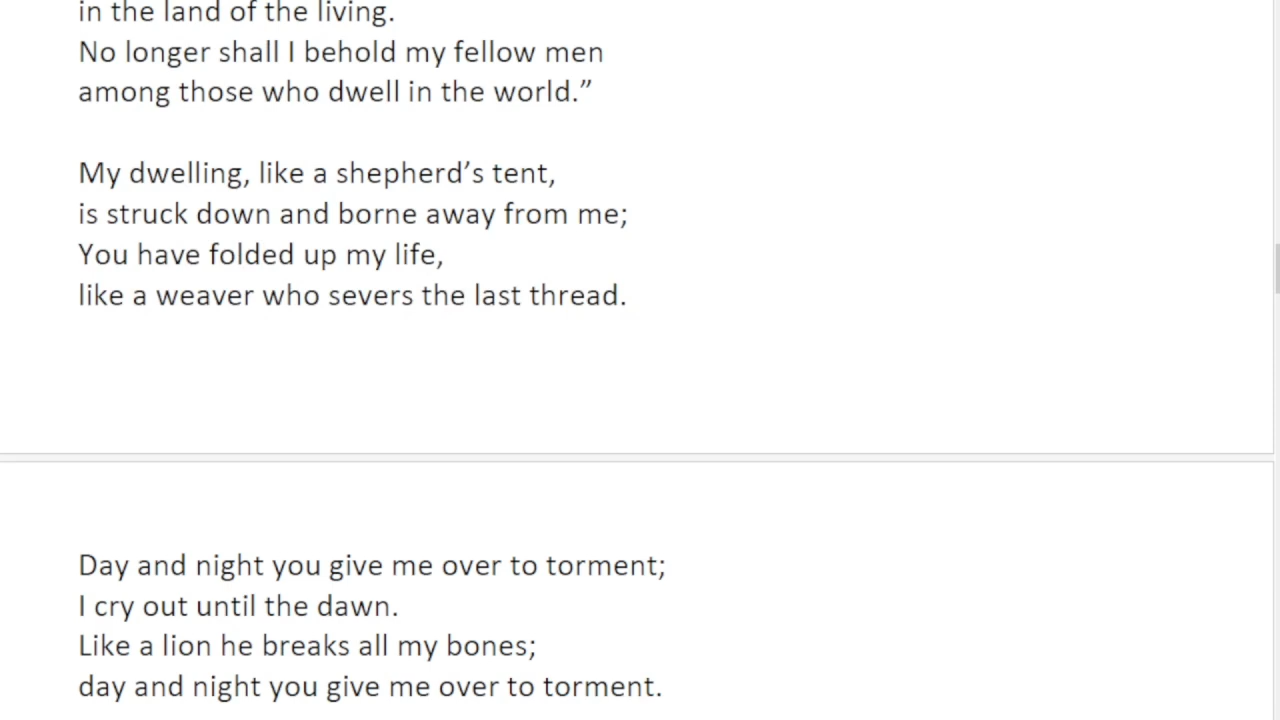 in the land of the living.
No longer shall I behold my fellow men
among those who dwell in the world.”
My dwelling, like a shepherd’s tent,
is struck down and borne away from me;
You have folded up my life,
like a weaver who severs the last thread.
Day and night you give me over to torment;
I cry out until the dawn.
Like a lion he breaks all my bones;
day and night you give me over to torment.